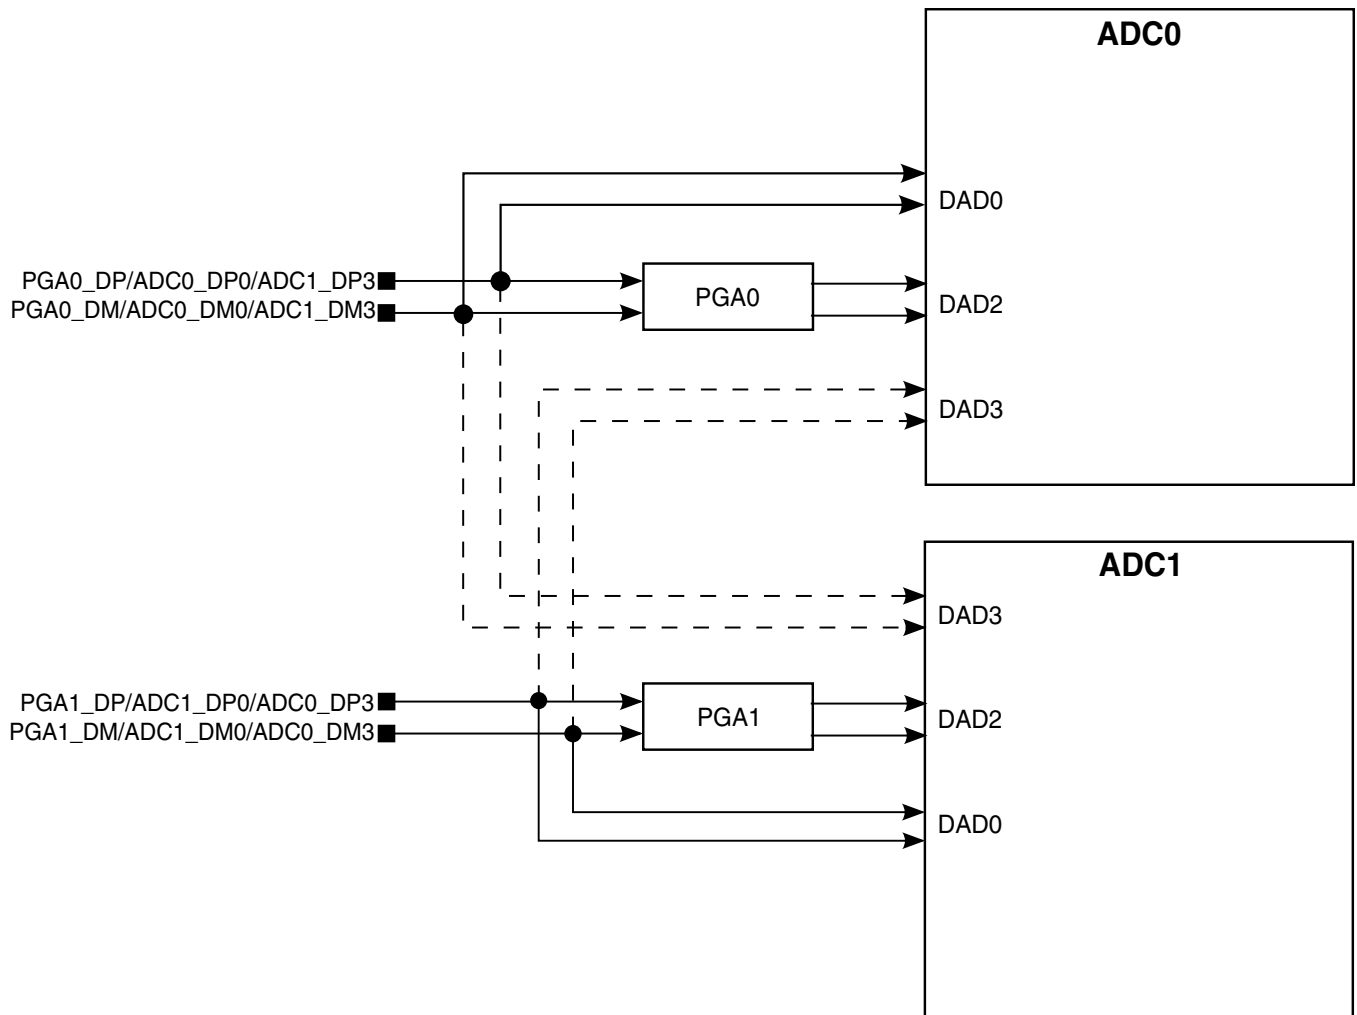 ADC0
DAD0
PGA0_DP/ADC0_DP0/ADC1_DP3
PGA0_DM/ADC0_DM0/ADC1_DM3
PGA0
DAD2
DAD3
ADC1
DAD3
PGA1_DP/ADC1_DP0/ADC0_DP3
PGA1_DM/ADC1_DM0/ADC0_DM3
PGA1
DAD2
DAD0